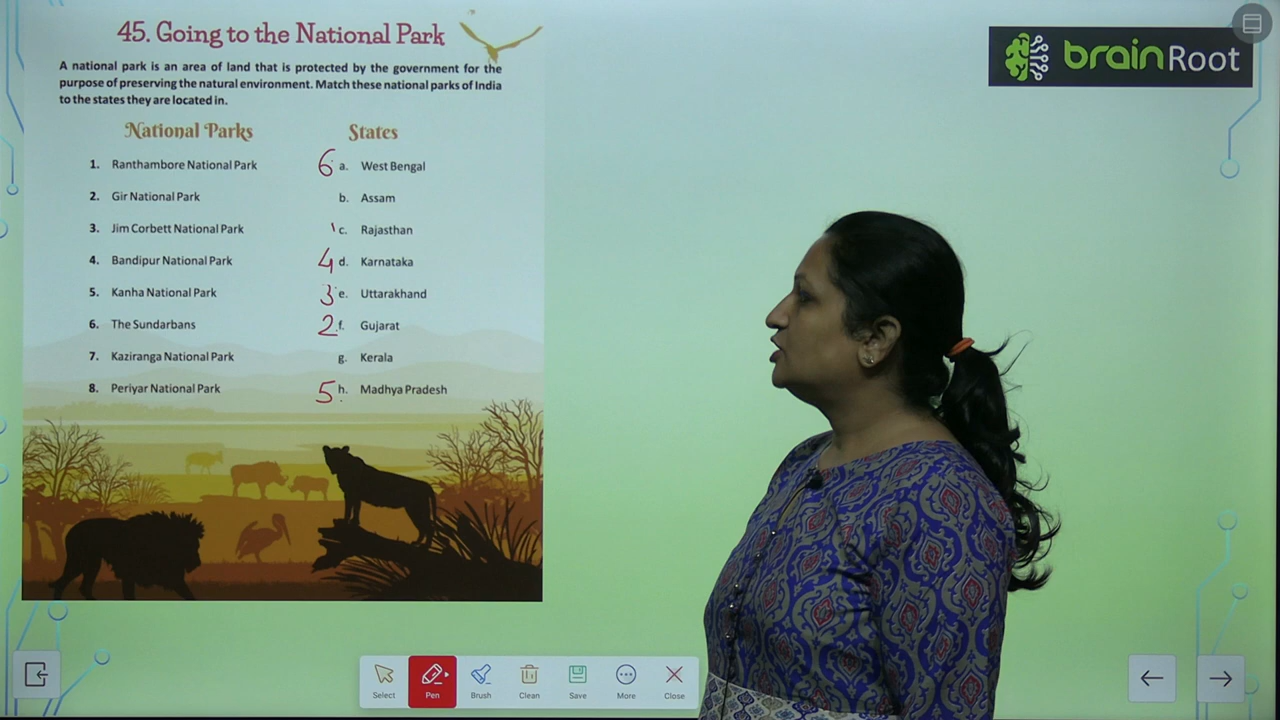 45. Going to the National Park
A national park is an area of land that is protected by the government for the
purpose of preserving the natural environment. Match these national parks of India
to the states they are located in.
National Parks States
1. Ranthambore National Park 6 a. West Bengal
2. Gir National Park b. Assam
3. Jim Corbett National Park 1 c. Rajasthan
4. Bandipur National Park 4 d. Karnataka
5. Kanha National Park 3 e. Uttarakhand
6. The Sundarbans 2 f. Gujarat
7. Kaziranga National Park g. Kerala
8. Periyar National Park 5 h. Madhya Pradesh
brainRoot
Select Pen Brush Clean Save More Close